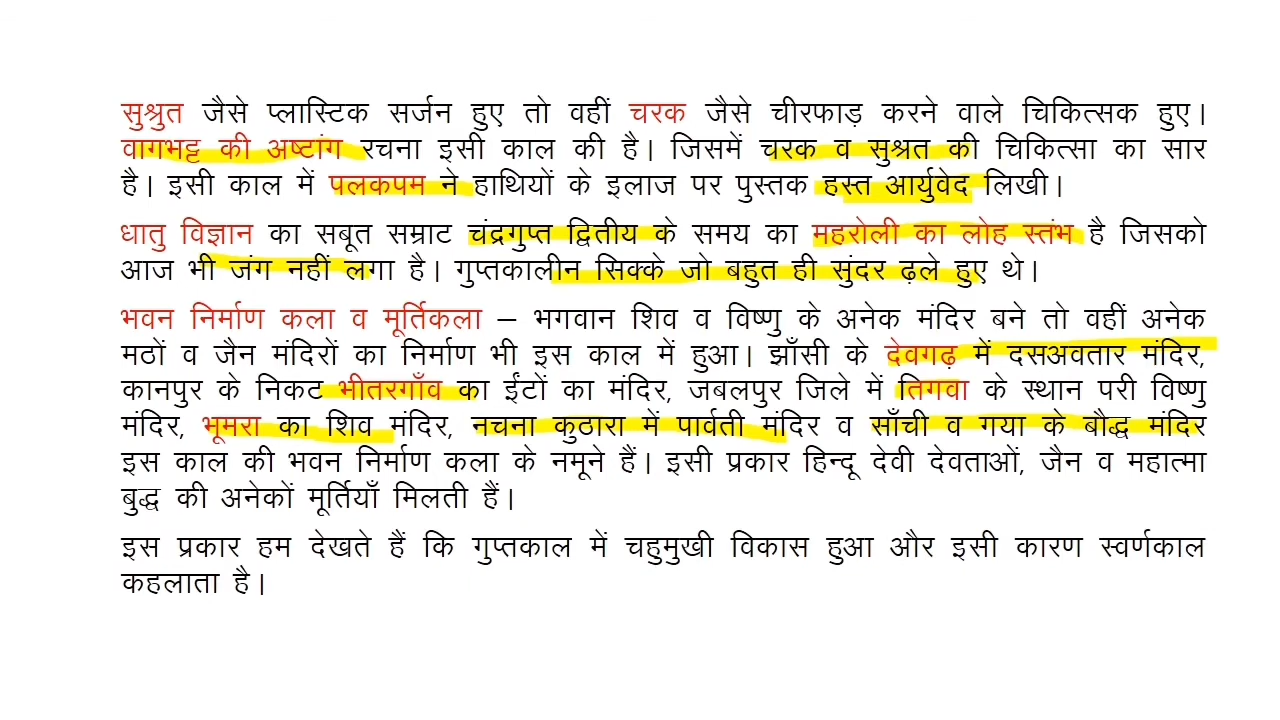 सुश्रुत जैसे प्लास्टिक सर्जन हुए तो वहीं चरक जैसे चीरफाड़ करने वाले चिकित्सक हुए।
वागभट्ट की अष्टांग रचना इसी काल की है। जिसमें चरक व सुश्रत की चिकित्सा का सार
है। इसी काल में पलकपम ने हाथियों के इलाज पर पुस्तक हस्त आर्युवेद लिखी।
धातु विज्ञान का सबूत सम्राट चंद्रगुप्त द्वितीय के समय का महरोली का लोह स्तंभ है जिसको
आज भी जंग नहीं लगा है। गुप्तकालीन सिक्के जो बहुत ही सुंदर ढ़ले हुए थे।
भवन निर्माण कला व मूर्तिकला – भगवान शिव व विष्णु के अनेक मंदिर बने तो वहीं अनेक
मठों व जैन मंदिरों का निर्माण भी इस काल में हुआ। झाँसी के देवगढ़ में दसअवतार मंदिर,
कानपुर के निकट भीतरगाँव का ईंटों का मंदिर, जबलपुर जिले में तिगवा के स्थान परी विष्णु
मंदिर, भूमरा का शिव मंदिर, नचना कुठारा में पार्वती मंदिर व साँची व गया के बौद्ध मंदिर
इस काल की भवन निर्माण कला के नमूने हैं। इसी प्रकार हिन्दू देवी देवताओं, जैन व महात्मा
बुद्ध की अनेकों मूर्तियाँ मिलती हैं।
इस प्रकार हम देखते हैं कि गुप्तकाल में चहुमुखी विकास हुआ और इसी कारण स्वर्णकाल
कहलाता है।